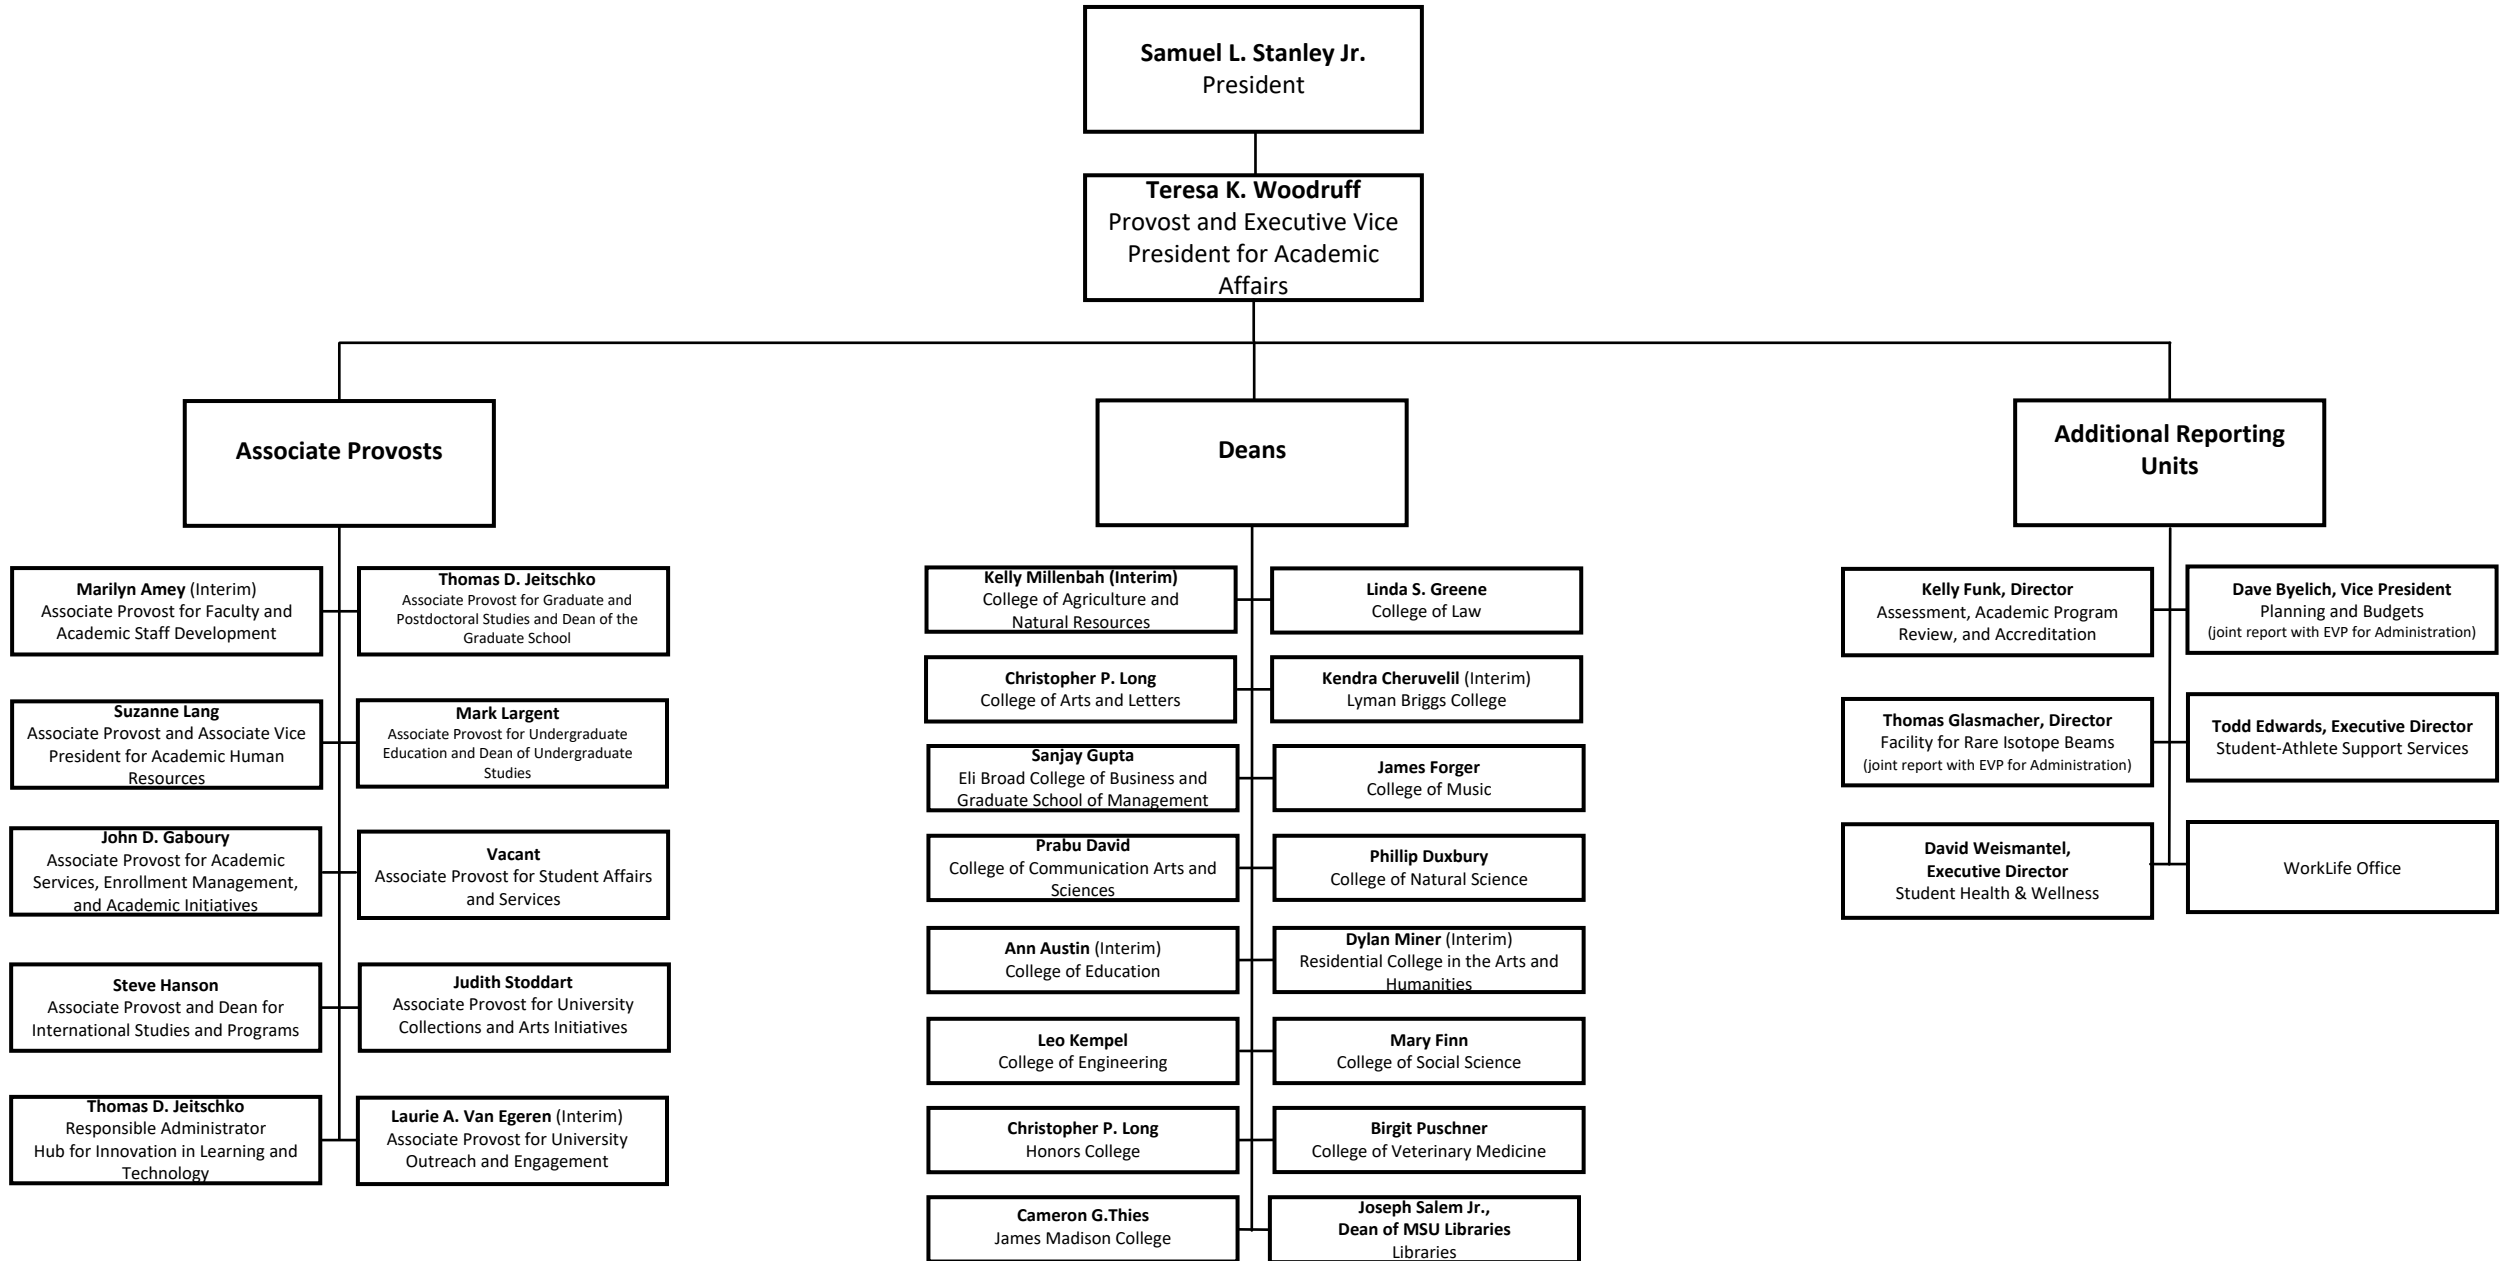 Samuel L. Stanley Jr.
President
Teresa K. Woodruff
Provost and Executive Vice
President for Academic
Affairs
Associate Provosts
Deans
Additional Reporting
Units
Marilyn Amey (Interim)
Associate Provost for Faculty and
Academic Staff Development
Thomas D. Jeitschko
Associate Provost for Graduate and
Postdoctoral Studies and Dean of the
Graduate School
Suzanne Lang
Associate Provost and Associate Vice
President for Academic Human
Resources
Mark Largent
Associate Provost for Undergraduate
Education and Dean of Undergraduate
Studies
John D. Gaboury
Associate Provost for Academic
Services, Enrollment Management,
and Academic Initiatives
Vacant
Associate Provost for Student Affairs
and Services
Steve Hanson
Associate Provost and Dean for
International Studies and Programs
Judith Stoddart
Associate Provost for University
Collections and Arts Initiatives
Thomas D. Jeitschko
Responsible Administrator
Hub for Innovation in Learning and
Technology
Laurie A. Van Egeren (Interim)
Associate Provost for University
Outreach and Engagement
Kelly Millenbah (Interim)
College of Agriculture and
Natural Resources
Linda S. Greene
College of Law
Christopher P. Long
College of Arts and Letters
Kendra Cheruvelil (Interim)
Lyman Briggs College
Sanjay Gupta
Eli Broad College of Business and
Graduate School of Management
James Forger
College of Music
Prabu David
College of Communication Arts and
Sciences
Phillip Duxbury
College of Natural Science
Ann Austin (Interim)
College of Education
Dylan Miner (Interim)
Residential College in the Arts and
Humanities
Leo Kempel
College of Engineering
Mary Finn
College of Social Science
Christopher P. Long
Honors College
Birgit Puschner
College of Veterinary Medicine
Cameron G.Thies
James Madison College
Joseph Salem Jr.,
Dean of MSU Libraries
Libraries
Kelly Funk, Director
Assessment, Academic Program
Review, and Accreditation
Dave Byelich, Vice President
Planning and Budgets
(joint report with EVP for Administration)
Thomas Glasmacher, Director
Facility for Rare Isotope Beams
(joint report with EVP for Administration)
Todd Edwards, Executive Director
Student-Athlete Support Services
David Weismantel,
Executive Director
Student Health & Wellness
WorkLife Office